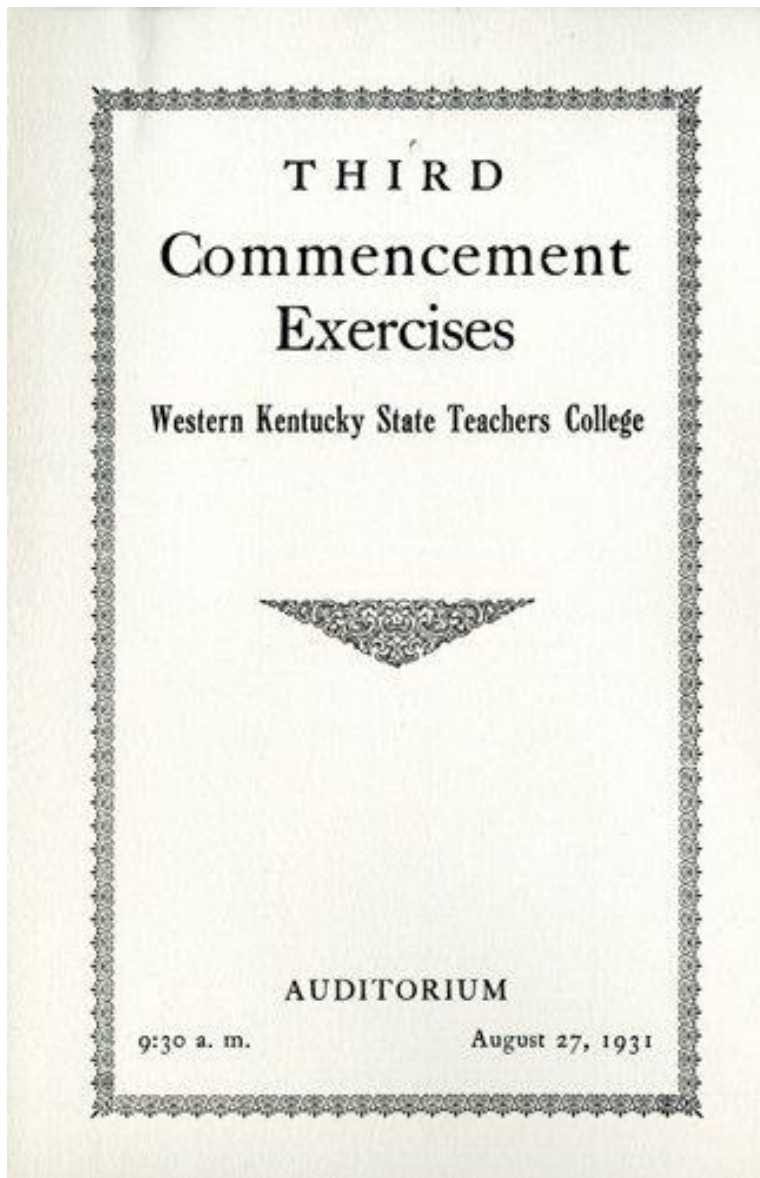 THIRD
Commencement
Exercises
Western Kentucky State Teachers College
AUDITORIUM
9:30 a. m. August 27, 1931